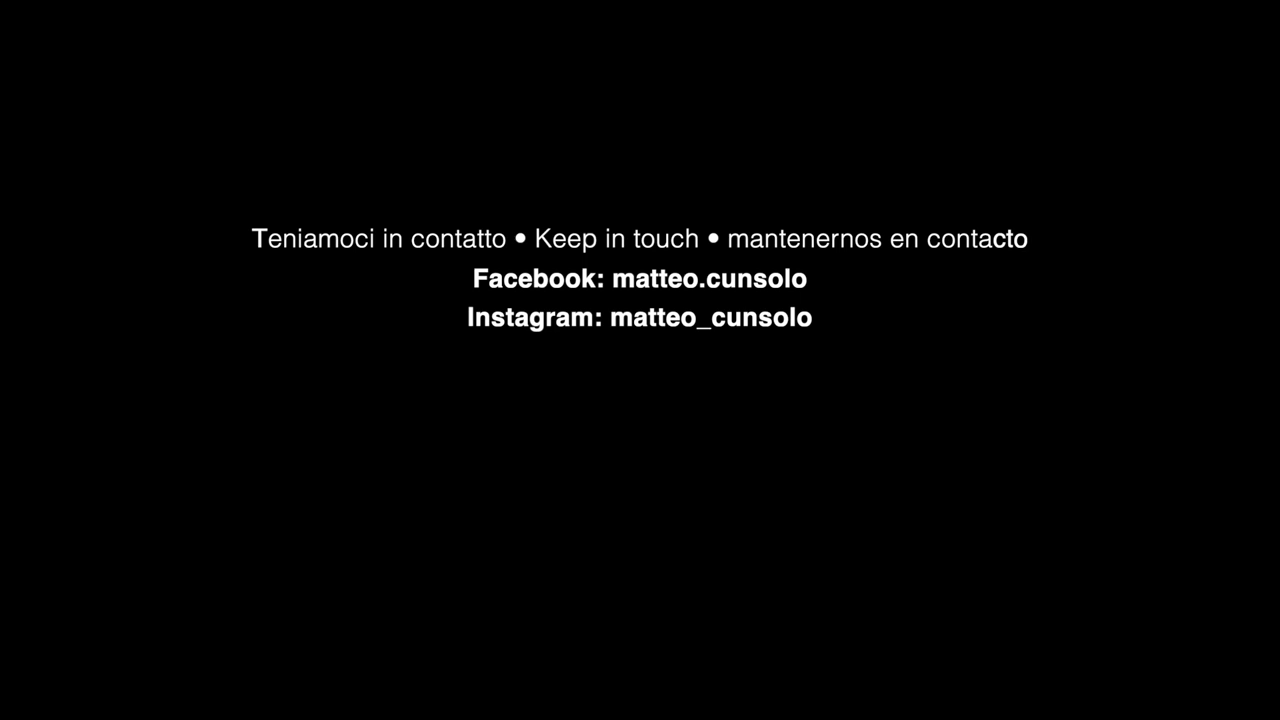 Teniamoci in contatto • Keep in touch • mantenernos en contacto
Facebook: matteo.cunsolo
Instagram: matteo_cunsolo